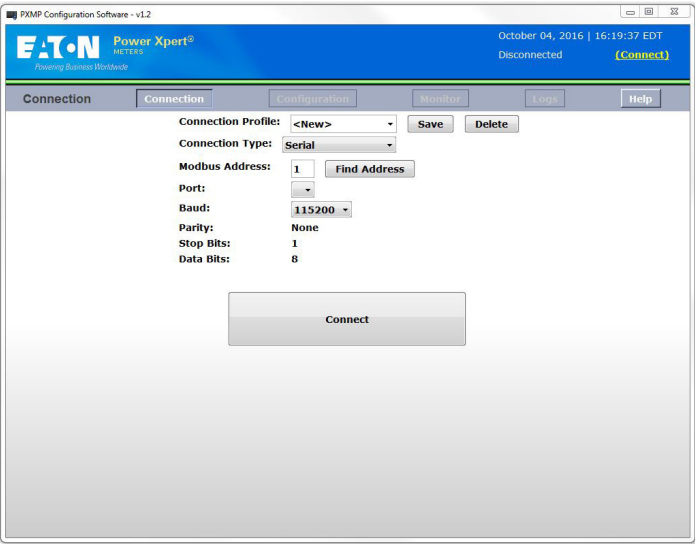 PXMP Configuration Software - v1.2
EATON
Powering Business Worldwide
Power Xpert®
METERS
October 04, 2016 | 16:19:37 EDT
Disconnected (Connect)
Connection Connection Configuration Monitor Logs Help
Connection Profile: <New> Save Delete
Connection Type: Serial
Modbus Address: 1 Find Address
Port:
Baud: 115200
Parity: None
Stop Bits: 1
Data Bits: 8
Connect